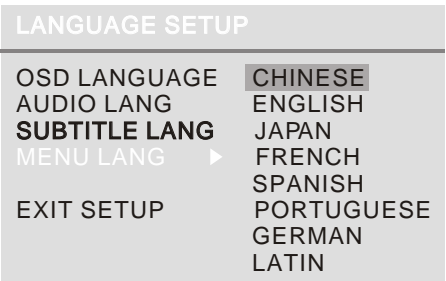 LANGUAGE SETUP
OSD LANGUAGE CHINESE
AUDIO LANG ENGLISH
SUBTITLE LANG JAPAN
MENU LANG FRENCH
SPANISH
EXIT SETUP PORTUGUESE
GERMAN
LATIN